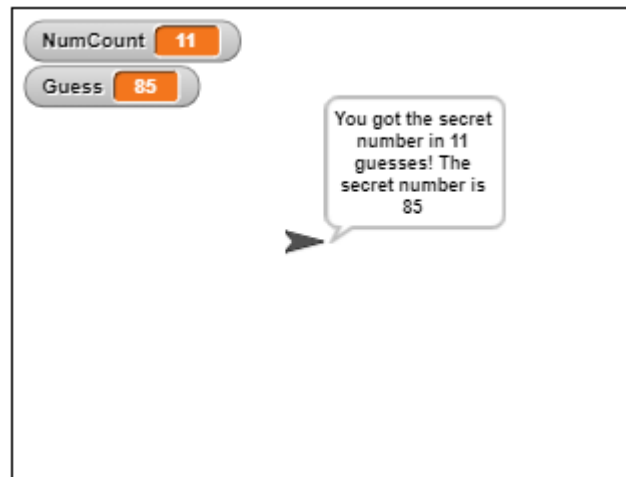 NumCount 11
Guess 85
You got the secret
number in 11
guesses! The
secret number is
85